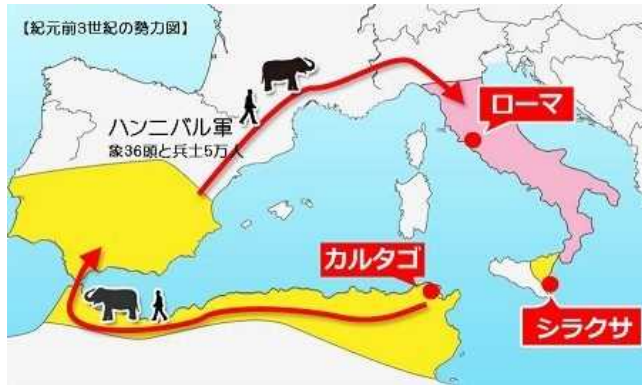 【紀元前3世紀の勢力図】
ハンニバル軍
象36頭と兵士5万人
ローマ
カルタゴ
シラクサ